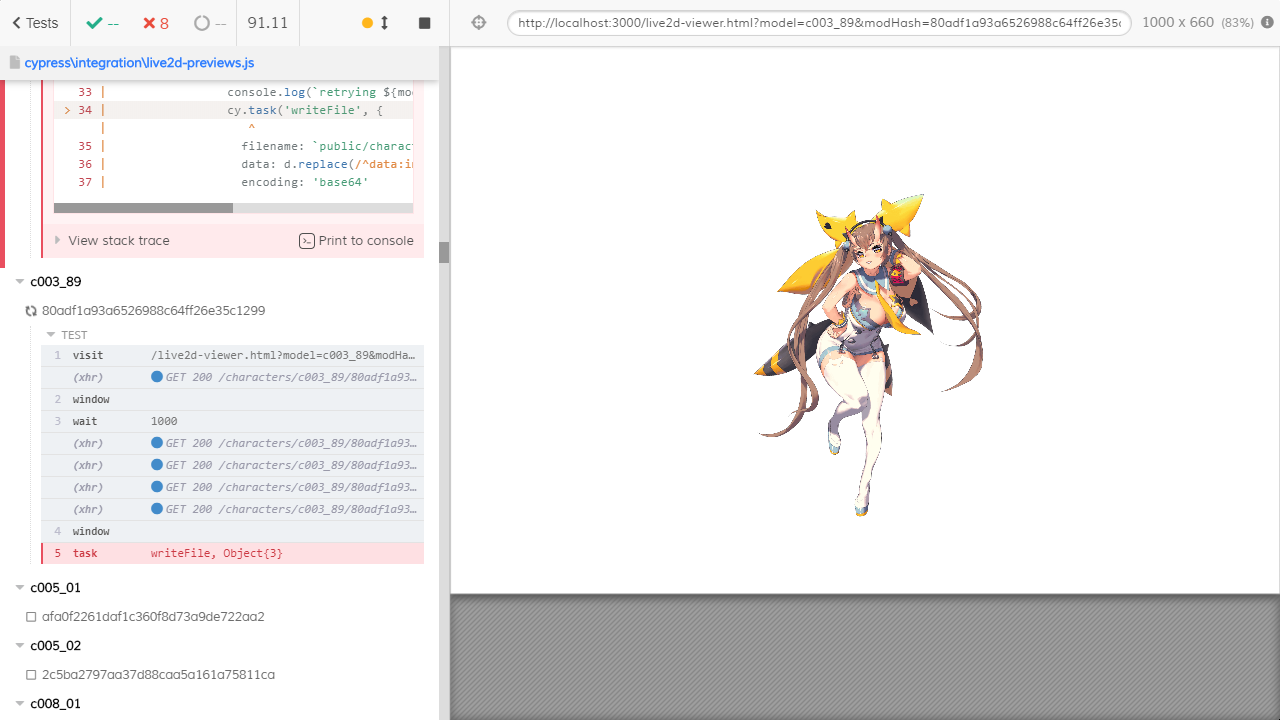 Tests
--
8
--
91.11
http://localhost:3000/live2d-viewer.html?model=c003_89&modHash=80adf1a93a6526988c64ff26e35c
1000 x 660 (83%)
cypress\integration\live2d-previews.js
33 | console.log(`retrying ${mo
> 34 | cy.task('writeFile', {
| ^
35 | filename: `public/charac
36 | data: d.replace(/^data:i
37 | encoding: 'base64'
View stack trace
Print to console
c003_89
80adf1a93a6526988c64ff26e35c1299
TEST
1 visit /live2d-viewer.html?model=c003_89&modHa…
(xhr) GET 200 /characters/c003_89/80adf1a93…
2 window
3 wait 1000
(xhr) GET 200 /characters/c003_89/80adf1a93…
(xhr) GET 200 /characters/c003_89/80adf1a93…
(xhr) GET 200 /characters/c003_89/80adf1a93…
(xhr) GET 200 /characters/c003_89/80adf1a93…
4 window
5 task writeFile, Object{3}
c005_01
afa0f2261daf1c360f8d73a9de722aa2
c005_02
2c5ba2797aa37d88caa5a161a75811ca
c008_01